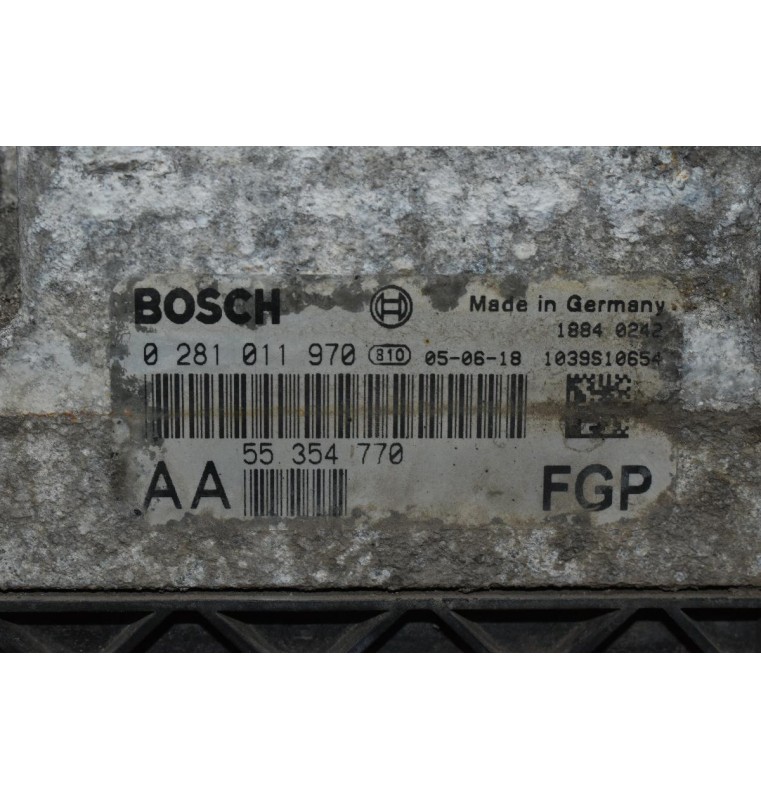 BOSCH Made in Germany
1884 0242
0 281 011 970 310 05-06-18 1039S10654
55 354 770
AA FGP